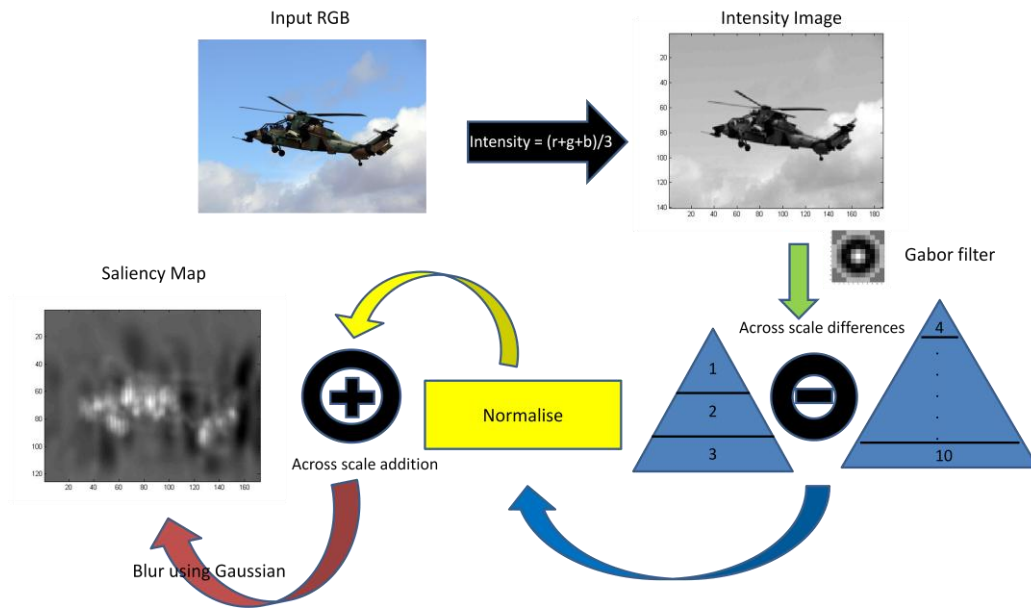 Input RGB
Intensity Image
Intensity = (r+g+b)/3
20
40
60
80
100
120
140
20 40 60 80 100 120 140 160 180
Gabor filter
Saliency Map
Across scale differences
1
2
3
4
.
.
.
.
.
10
Normalise
Across scale addition
20
40
60
80
100
120
20 40 60 80 100 120 140 160
Blur using Gaussian